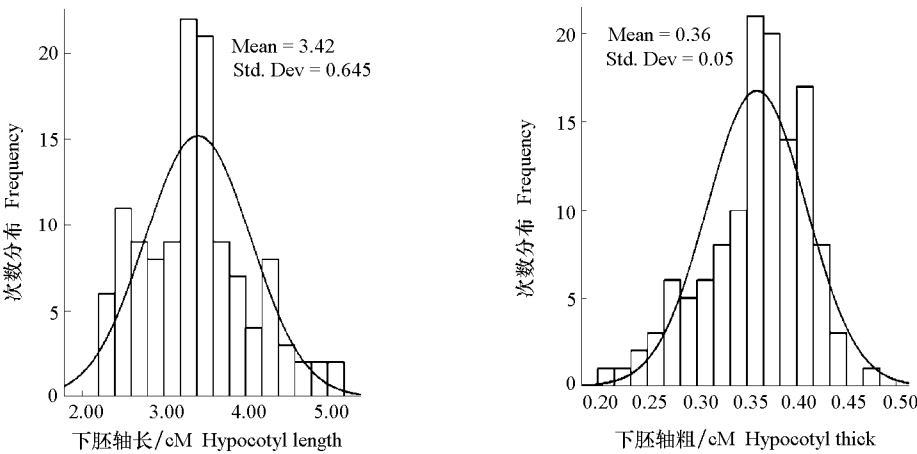 Mean = 3.42
Std. Dev = 0.645
次数分布 Frequency
20
15
10
5
0
2.00 3.00 4.00 5.00
下胚轴长/cM Hypocotyl length
Mean = 0.36
Std. Dev = 0.05
次数分布 Frequency
20
15
10
5
0
0.20 0.25 0.30 0.35 0.40 0.45 0.50
下胚轴粗/cM Hypocotyl thick